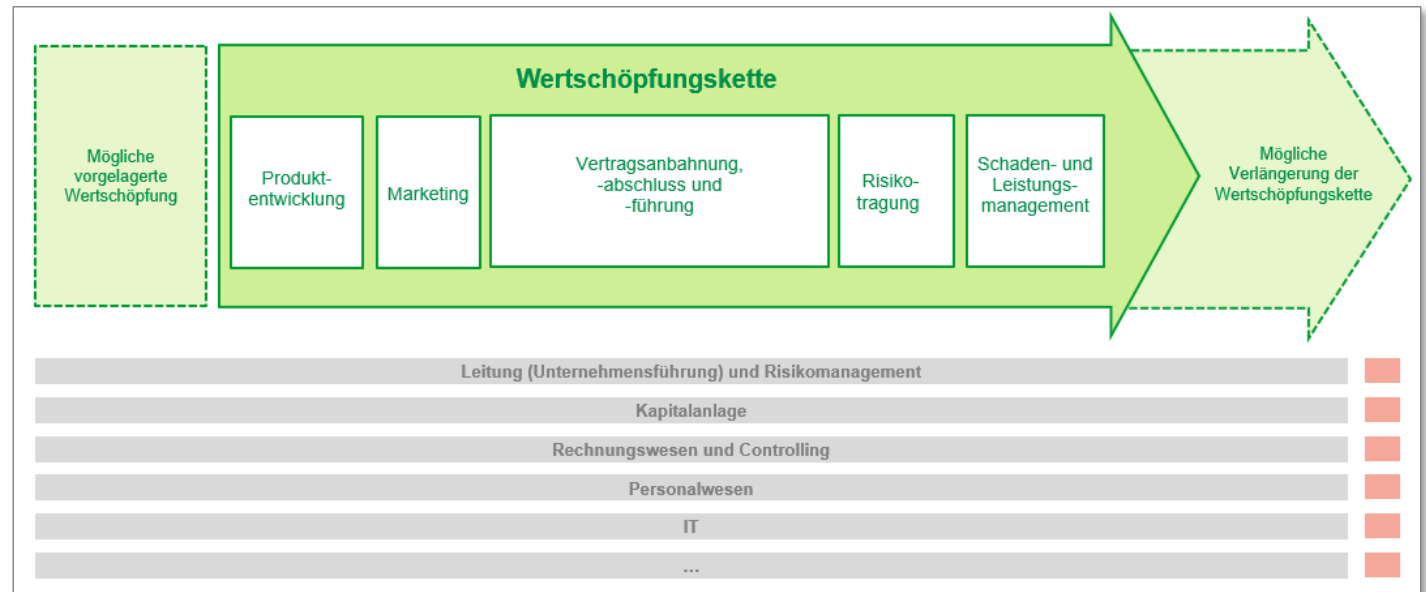 Wertschöpfungskette
Mögliche
vorgelagerte
Wertschöpfung
Produkt-
entwicklung
Marketing
Vertragsanbahnung,
-abschluss und
-führung
Risiko-
tragung
Schaden- und
Leistungs-
management
Mögliche
Verlängerung der
Wertschöpfungskette
Leitung (Unternehmensführung) und Risikomanagement
Kapitalanlage
Rechnungswesen und Controlling
Personalwesen
IT
...